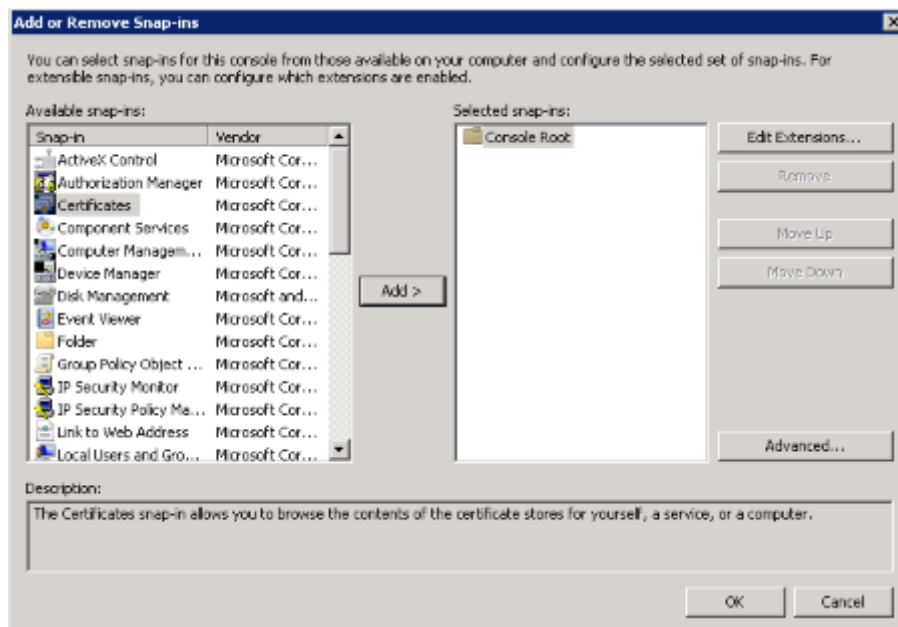 Add or Remove Snap-ins
You can select snap-ins for this console from those available on your computer and configure the selected set of snap-ins. For
extensible snap-ins, you can configure which extensions are enabled.
Available snap-ins:
Selected snap-ins:
Snap-in Vendor
ActiveX Control Microsoft Cor...
Authorization Manager Microsoft Cor...
Certificates Microsoft Cor...
Component Services Microsoft Cor...
Computer Managem... Microsoft Cor...
Device Manager Microsoft Cor...
Disk Management Microsoft and...
Event Viewer Microsoft Cor...
Folder Microsoft Cor...
Group Policy Object ... Microsoft Cor...
IP Security Monitor Microsoft Cor...
IP Security Policy Ma... Microsoft Cor...
Link to Web Address Microsoft Cor...
Local Users and Gro... Microsoft Cor...
Add >
Console Root
Edit Extensions...
Remove
Move Up
Move Down
Advanced...
Description:
The Certificates snap-in allows you to browse the contents of the certificate stores for yourself, a service, or a computer.
OK
Cancel